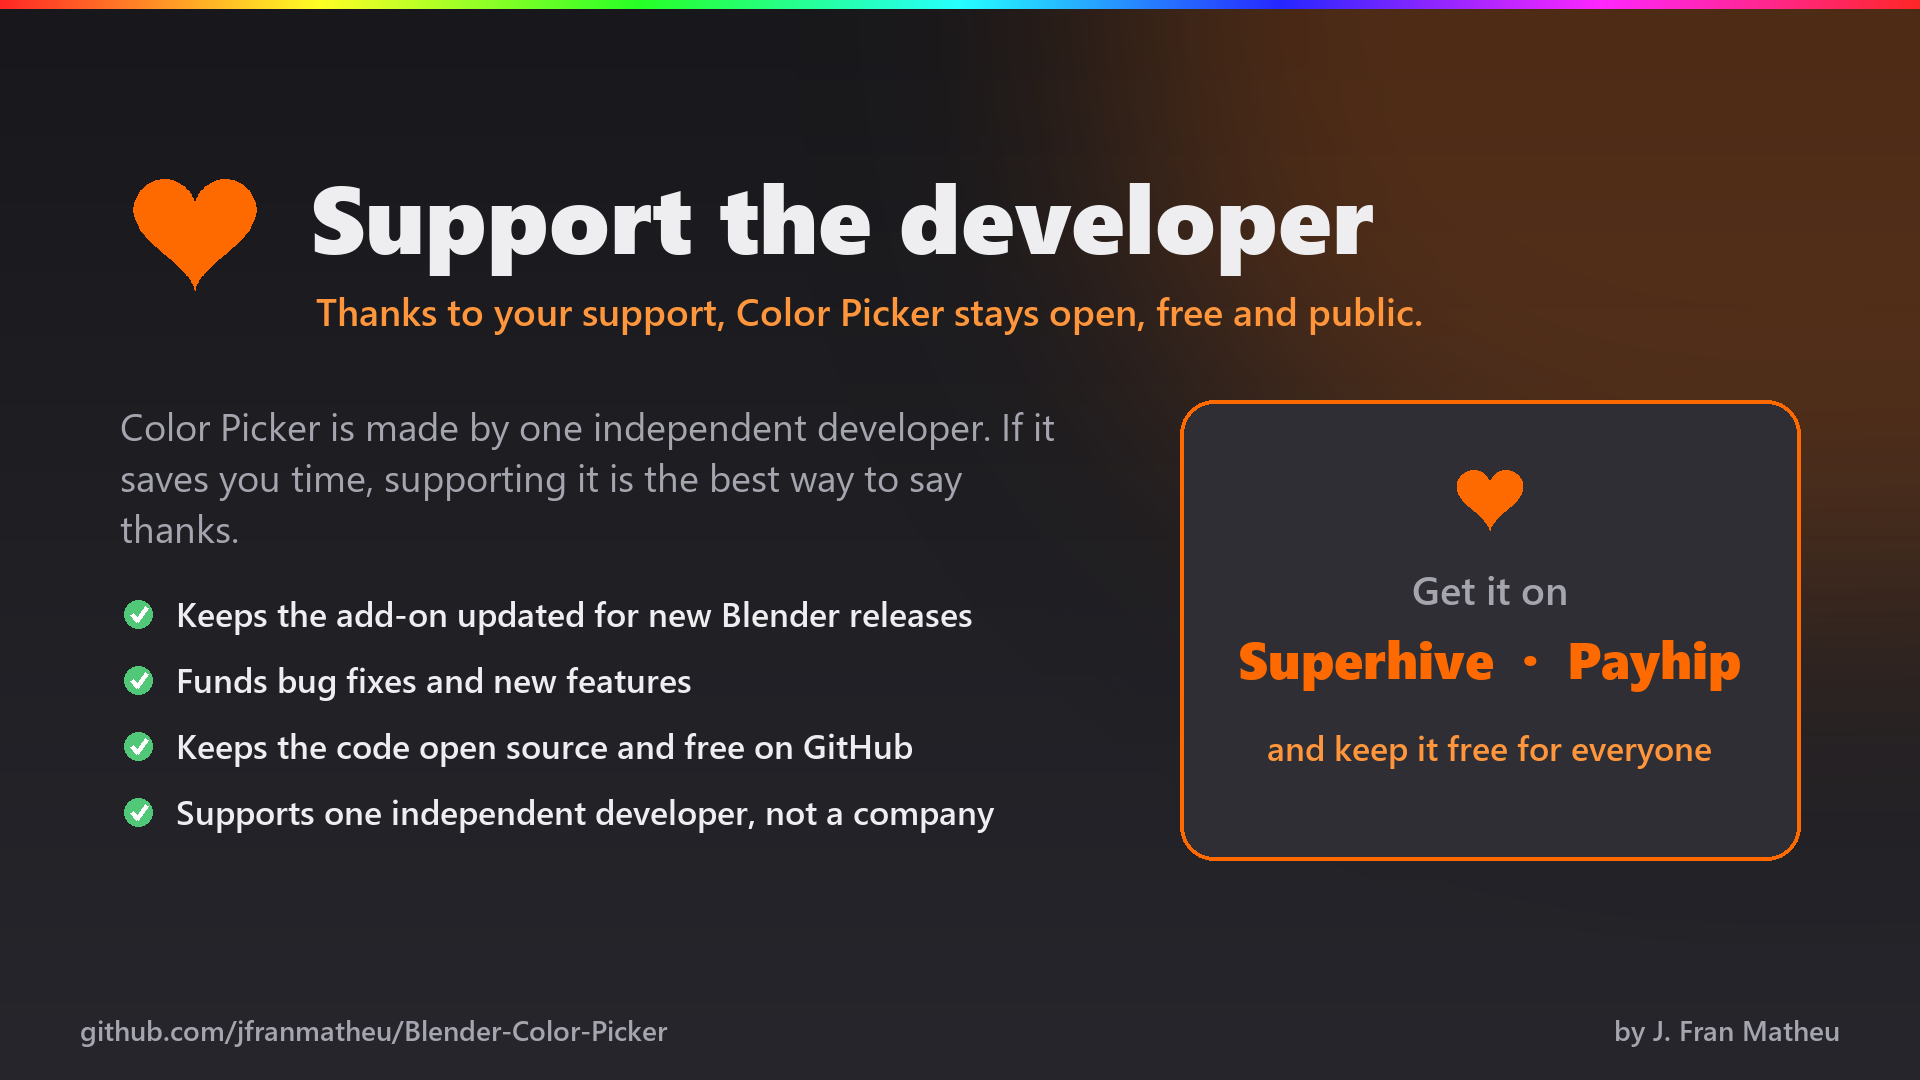 Support the developer
Thanks to your support, Color Picker stays open, free and public.
Color Picker is made by one independent developer. If it
saves you time, supporting it is the best way to say
thanks.
Keeps the add-on updated for new Blender releases
Funds bug fixes and new features
Keeps the code open source and free on GitHub
Supports one independent developer, not a company
Get it on
Superhive · Payhip
and keep it free for everyone
github.com/jfranmatheu/Blender-Color-Picker
by J. Fran Matheu